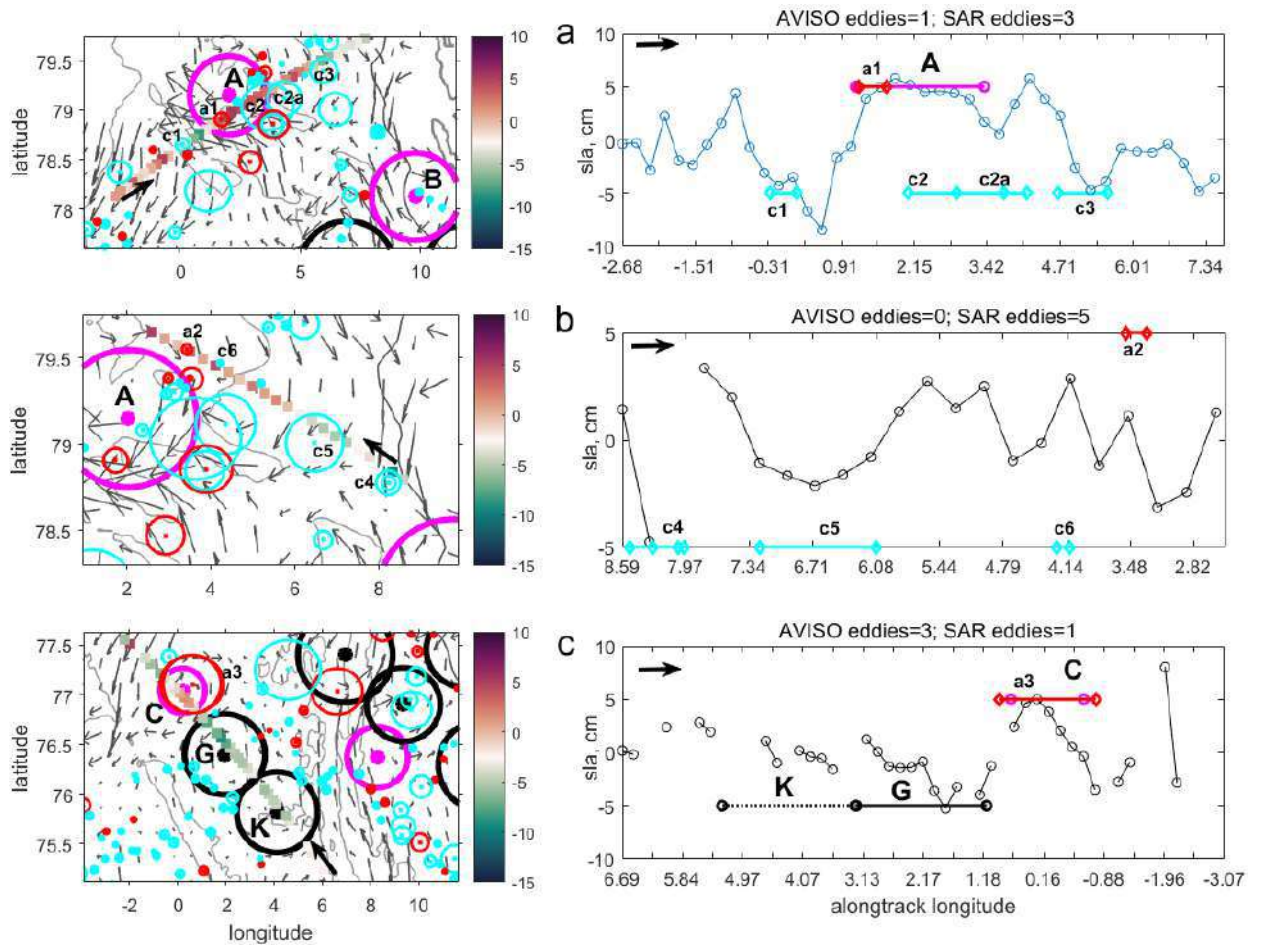 AVISO eddies=1; SAR eddies=3
a
79.5
79
78.5
78
latitude
A
a1
c1
c2
c2a
c3
B
0
5
10
10
5
0
-5
-10
-15
10
5
0
-5
-10
sla, cm
a1
A
c1
c2
c2a
c3
-2.68
-1.51
-0.31
0.91
2.15
3.42
4.71
6.01
7.34
AVISO eddies=0; SAR eddies=5
b
79.5
79
78.5
latitude
a2
c6
A
c5
c4
2
4
6
8
10
5
0
-5
-10
-15
5
0
-5
sla, cm
a2
c4
c5
c6
8.59
7.97
7.34
6.71
6.08
5.44
4.79
4.14
3.48
2.82
AVISO eddies=3; SAR eddies=1
c
77.5
77
76.5
76
75.5
latitude
a3
C
G
K
-2
0
2
4
6
8
10
longitude
10
5
0
-5
-10
-15
10
5
0
-5
-10
sla, cm
a3
C
K
G
6.69
5.84
4.97
4.07
3.13
2.17
1.18
0.16
-0.88
-1.96
-3.07
alongtrack longitude